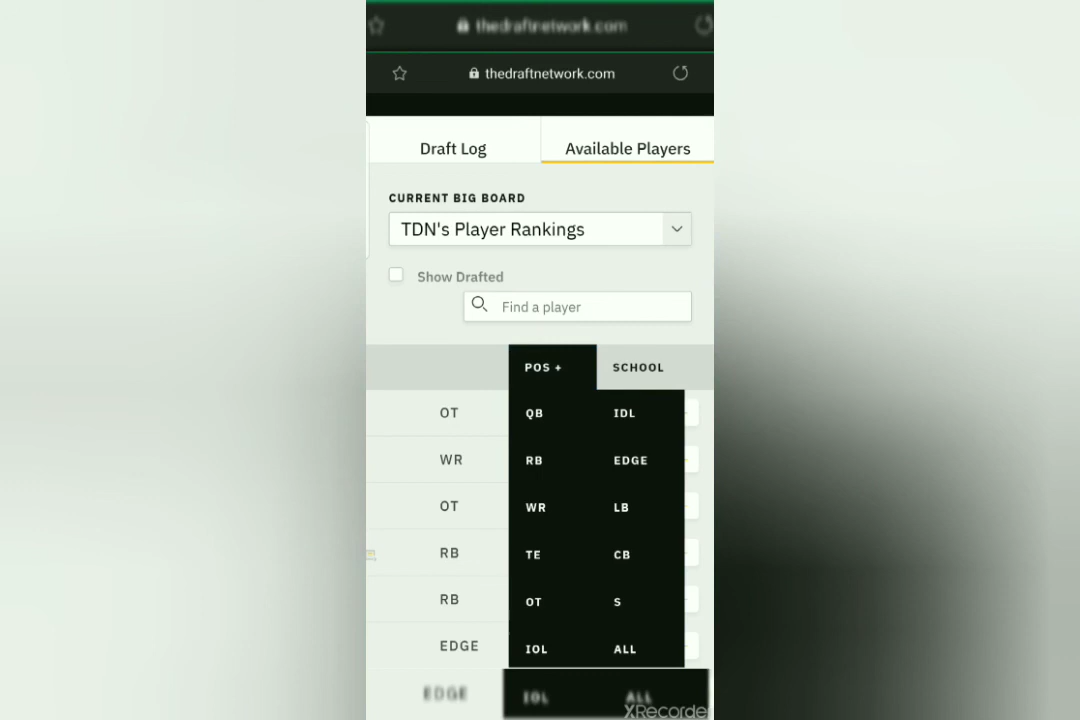 thedraftnetwork.com
thedraftnetwork.com
Draft Log Available Players
CURRENT BIG BOARD
TDN's Player Rankings
Show Drafted
Find a player
POS + SCHOOL
OT QB IDL
WR RB EDGE
OT WR LB
RB TE CB
RB OT S
EDGE IOL ALL
EDGE IOL ALL
XRecorder